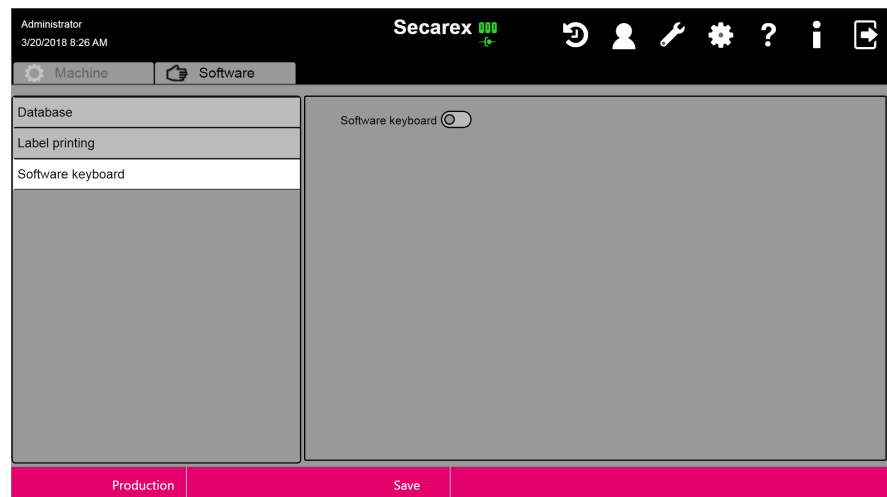 Administrator
3/20/2018 8:26 AM
Secarex
?
i
Machine
Software
Database
Label printing
Software keyboard
Software keyboard
Production
Save